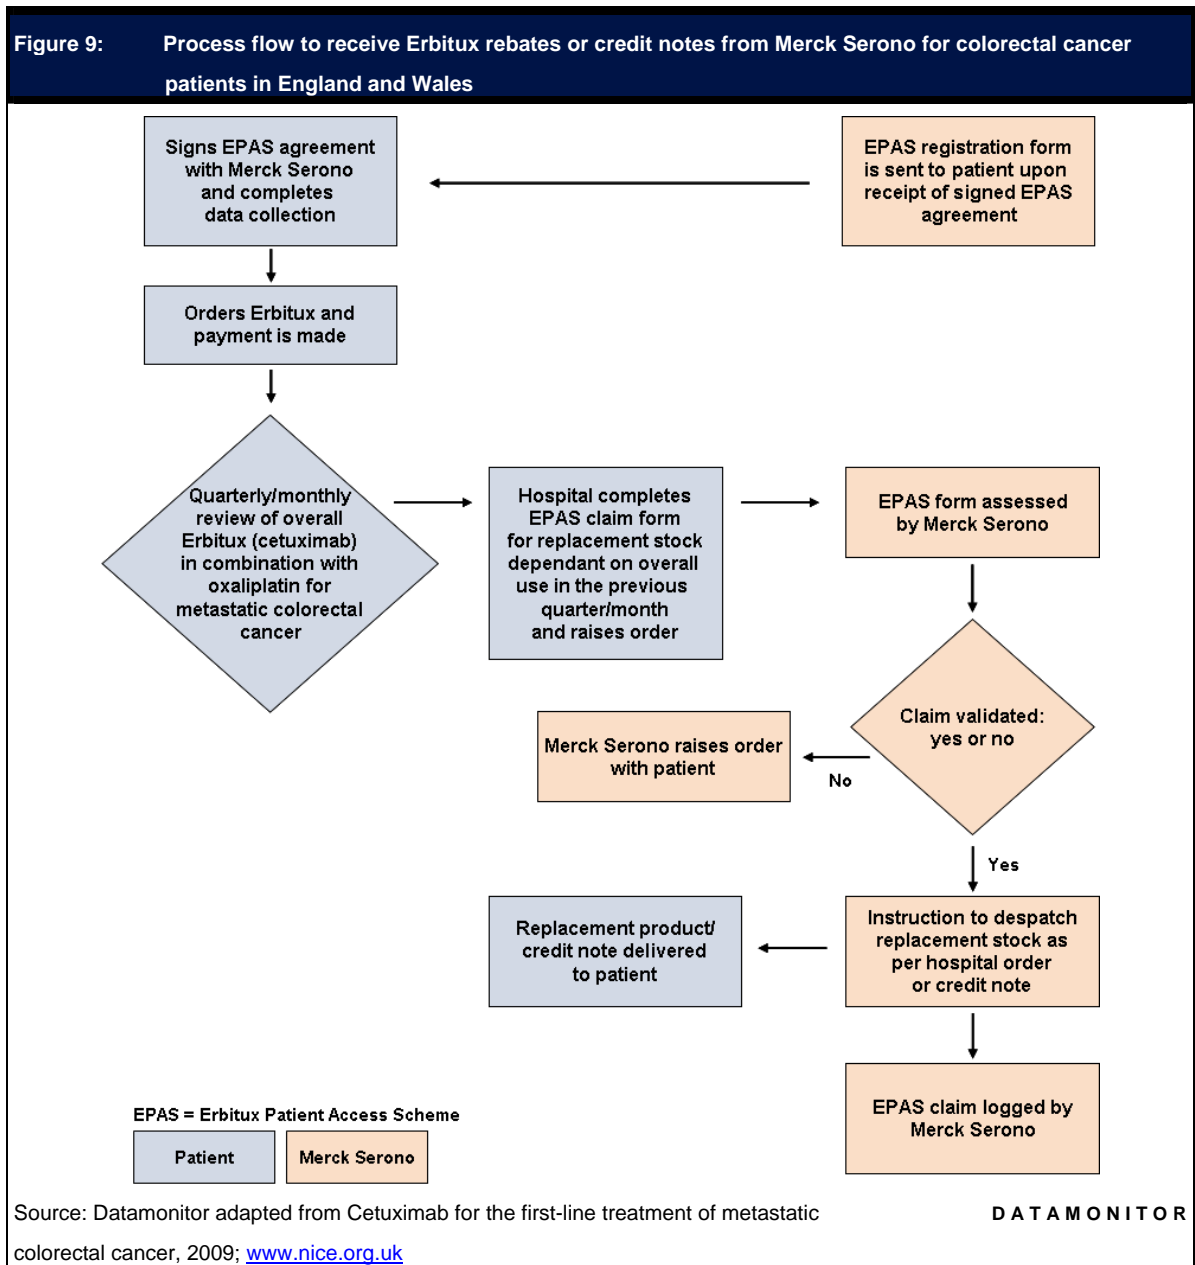 Figure 9: Process flow to receive Erbitux rebates or credit notes from Merck Serono for colorectal cancer
patients in England and Wales
Signs EPAS agreement
with Merck Serono
and completes
data collection
EPAS registration form
is sent to patient upon
receipt of signed EPAS
agreement
Orders Erbitux and
payment is made
Quarterly/monthly
review of overall
Erbitux (cetuximab)
in combination with
oxaliplatin for
metastatic colorectal
cancer
Hospital completes
EPAS claim form
for replacement stock
dependant on overall
use in the previous
quarter/month
and raises order
EPAS form assessed
by Merck Serono
Claim validated:
yes or no
No
Merck Serono raises order
with patient
Yes
Instruction to despatch
replacement stock as
per hospital order
or credit note
Replacement product/
credit note delivered
to patient
EPAS claim logged by
Merck Serono
EPAS = Erbitux Patient Access Scheme
Patient
Merck Serono
Source: Datamonitor adapted from Cetuximab for the first-line treatment of metastatic
colorectal cancer, 2009; www.nice.org.uk
DATAMONITOR